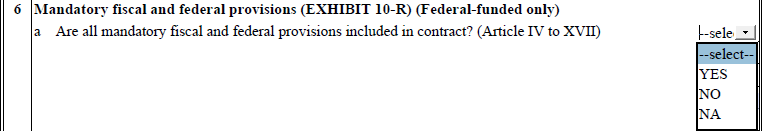 6 Mandatory fiscal and federal provisions (EXHIBIT 10-R) (Federal-funded only)
a Are all mandatory fiscal and federal provisions included in contract? (Article IV to XVII) --sele
--select--
YES
NO
NA